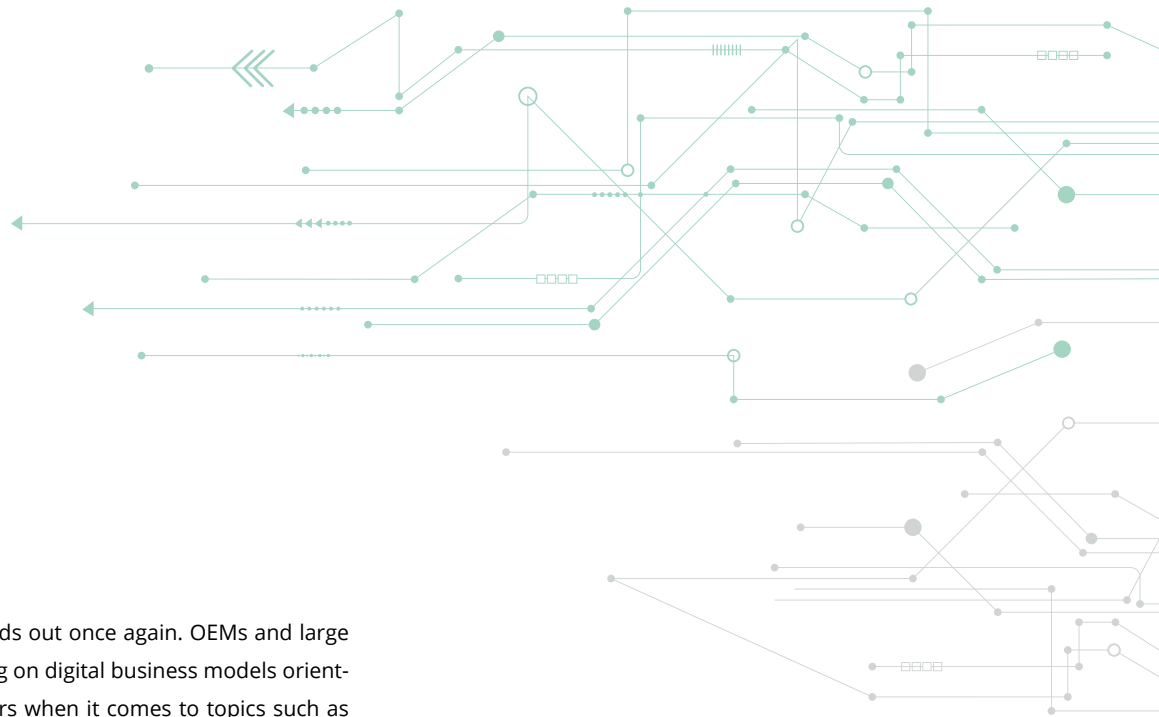 ds out once again. OEMs and large
g on digital business models orient-
rs when it comes to topics such as